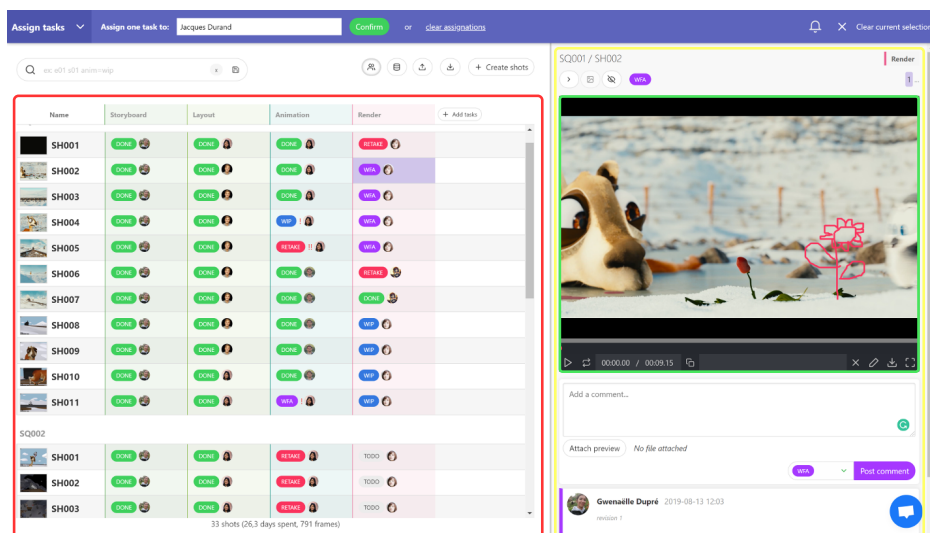 Assign tasks Assign one task to: Jacques Durand Confirm or clear assignations Clear current selection
ex: e01 s01 anim=wip x + Create shots
Name Storyboard Layout Animation Render + Add tasks
SH001 DONE DONE DONE RETAKE
SH002 DONE DONE DONE WFA
SH003 DONE DONE DONE WFA
SH004 DONE DONE WIP ! WFA
SH005 DONE DONE RETAKE !! WFA
SH006 DONE DONE DONE RETAKE
SH007 DONE DONE DONE DONE
SH008 DONE DONE DONE WIP
SH009 DONE DONE DONE WIP
SH010 DONE DONE DONE WIP
SH011 DONE DONE WFA ! WIP
SQ002
SH001 DONE DONE RETAKE TODO
SH002 DONE DONE RETAKE TODO
SH003 DONE DONE RETAKE TODO
33 shots (26,3 days spent, 791 frames)
SQ001 / SH002 Render
WFA 1 ...
00:00.00 / 00:09.15
Add a comment...
Attach preview No file attached
WFA Post comment
Gwenaëlle Dupré 2019-08-13 12:03
revision 1